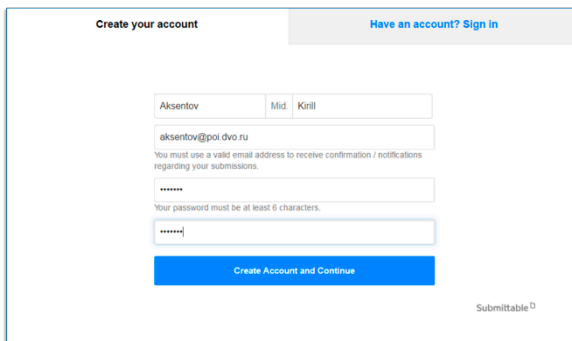 Create your account
Have an account? Sign in
Aksentov Mid. Kirill
aksentov@poi.dvo.ru
You must use a valid email address to receive confirmation / notifications
regarding your submissions.
•••••••
Your password must be at least 6 characters.
•••••••
Create Account and Continue
Submittable